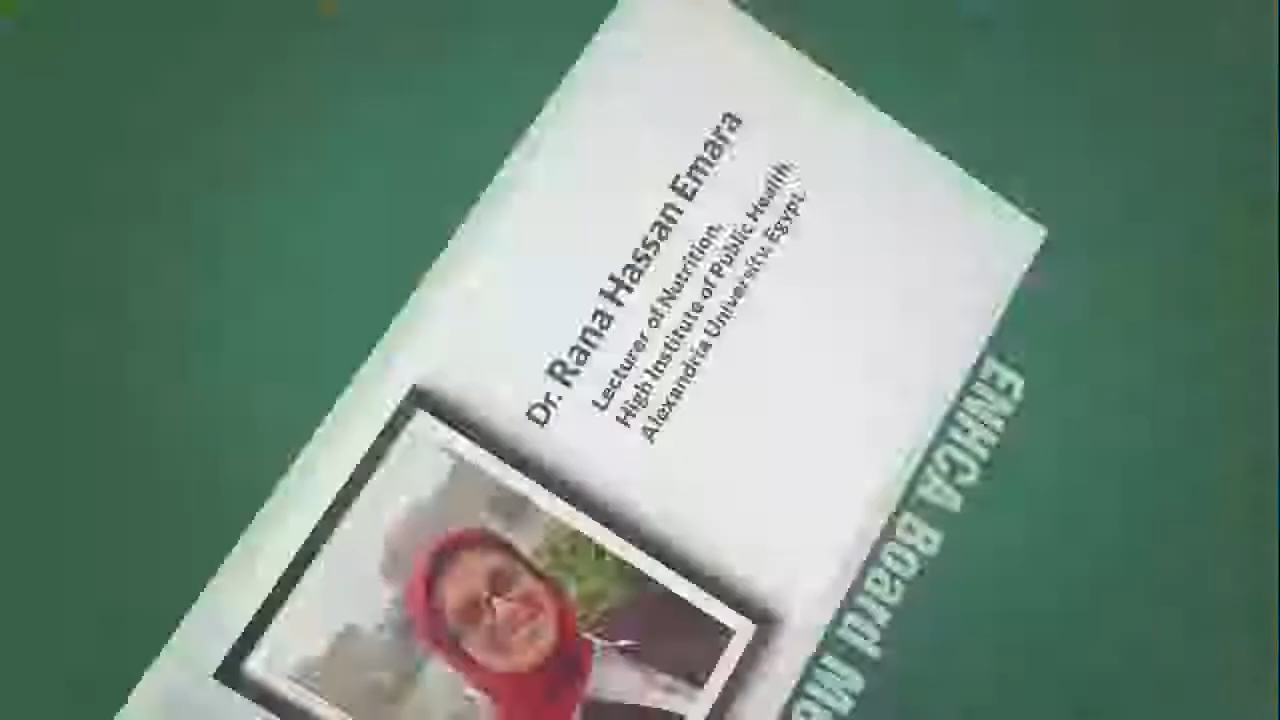 Dr. Rana Hassan Emara
Lecturer of Nutrition,
High Institute of Public Health,
Alexandria University, Egypt.
ENHCA Board